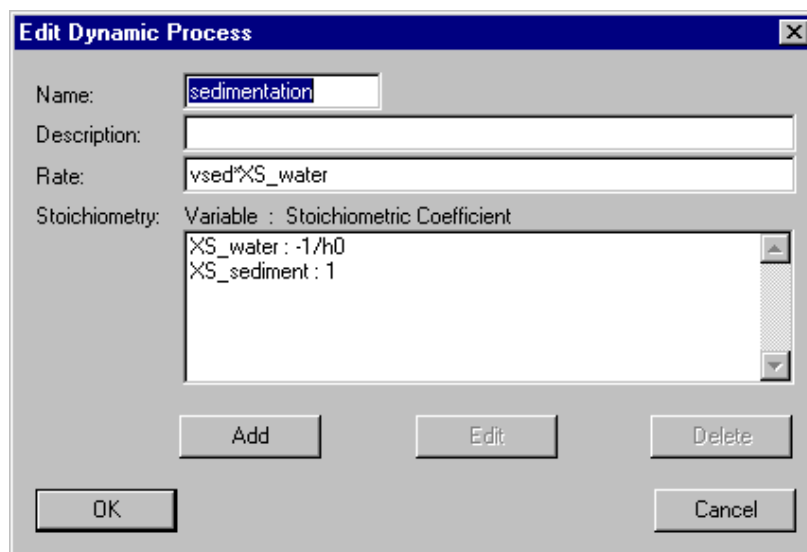 Edit Dynamic Process
Name: sedimentation
Description:
Rate: vsed*XS_water
Stoichiometry: Variable : Stoichiometric Coefficient
XS_water : -1/h0
XS_sediment : 1
Add Edit Delete
OK Cancel